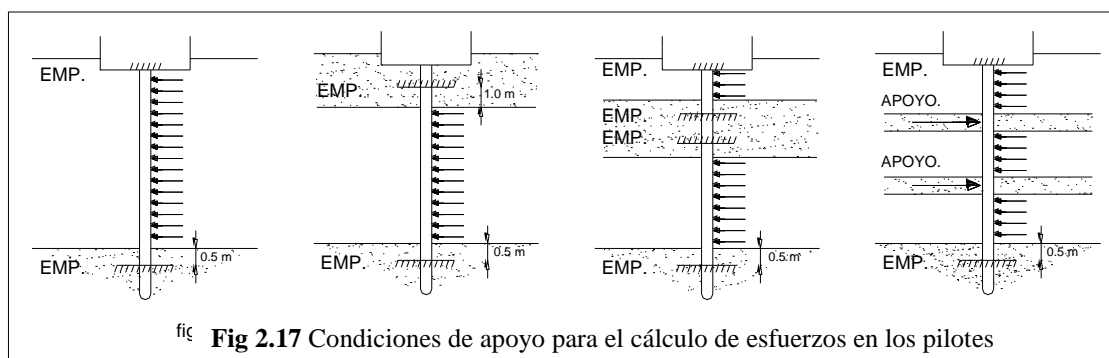 EMP.
EMP.
0.5 m
EMP.
1.0 m
EMP.
0.5 m
EMP.
EMP.
EMP.
EMP.
0.5 m
EMP.
APOYO.
APOYO.
EMP.
0.5 m
fig Fig 2.17 Condiciones de apoyo para el cálculo de esfuerzos en los pilotes